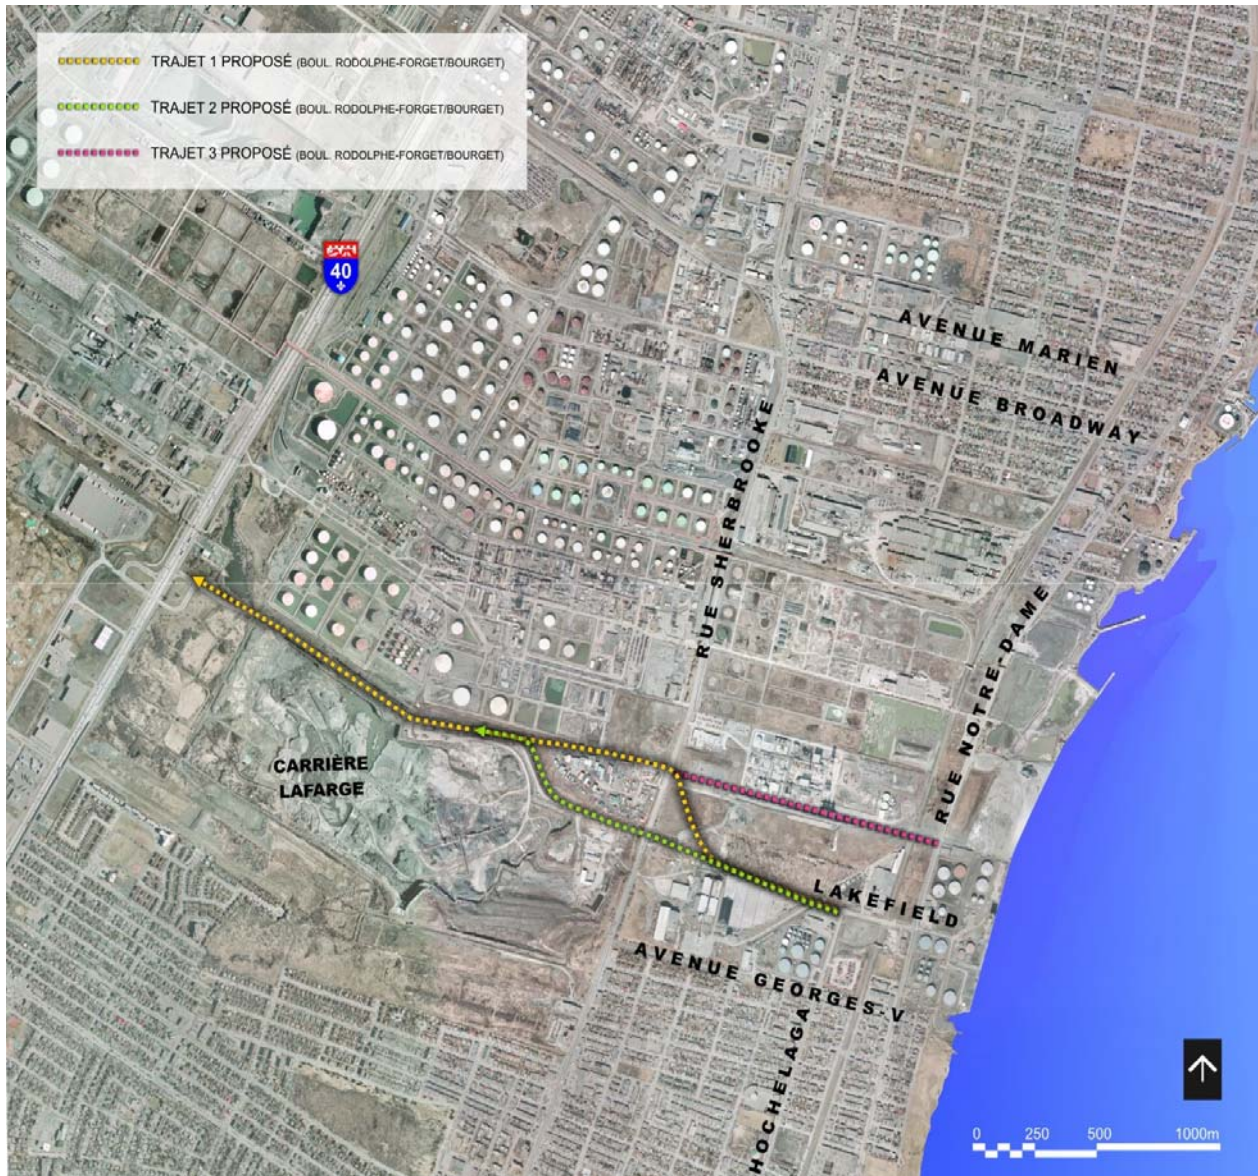 TRAJET 1 PROPOSÉ (BOUL. RODOLPHE-FORGET/BOURGET)
TRAJET 2 PROPOSÉ (BOUL. RODOLPHE-FORGET/BOURGET)
TRAJET 3 PROPOSÉ (BOUL. RODOLPHE-FORGET/BOURGET)
40
AVENUE MARIEN
AVENUE BROADWAY
RUE SHERBROOKE
RUE NOTRE-DAME
CARRIÈRE
LAFARGE
LAKEFIELD
AVENUE GEORGES-V
HOCHELAGA
0 250 500 1000m